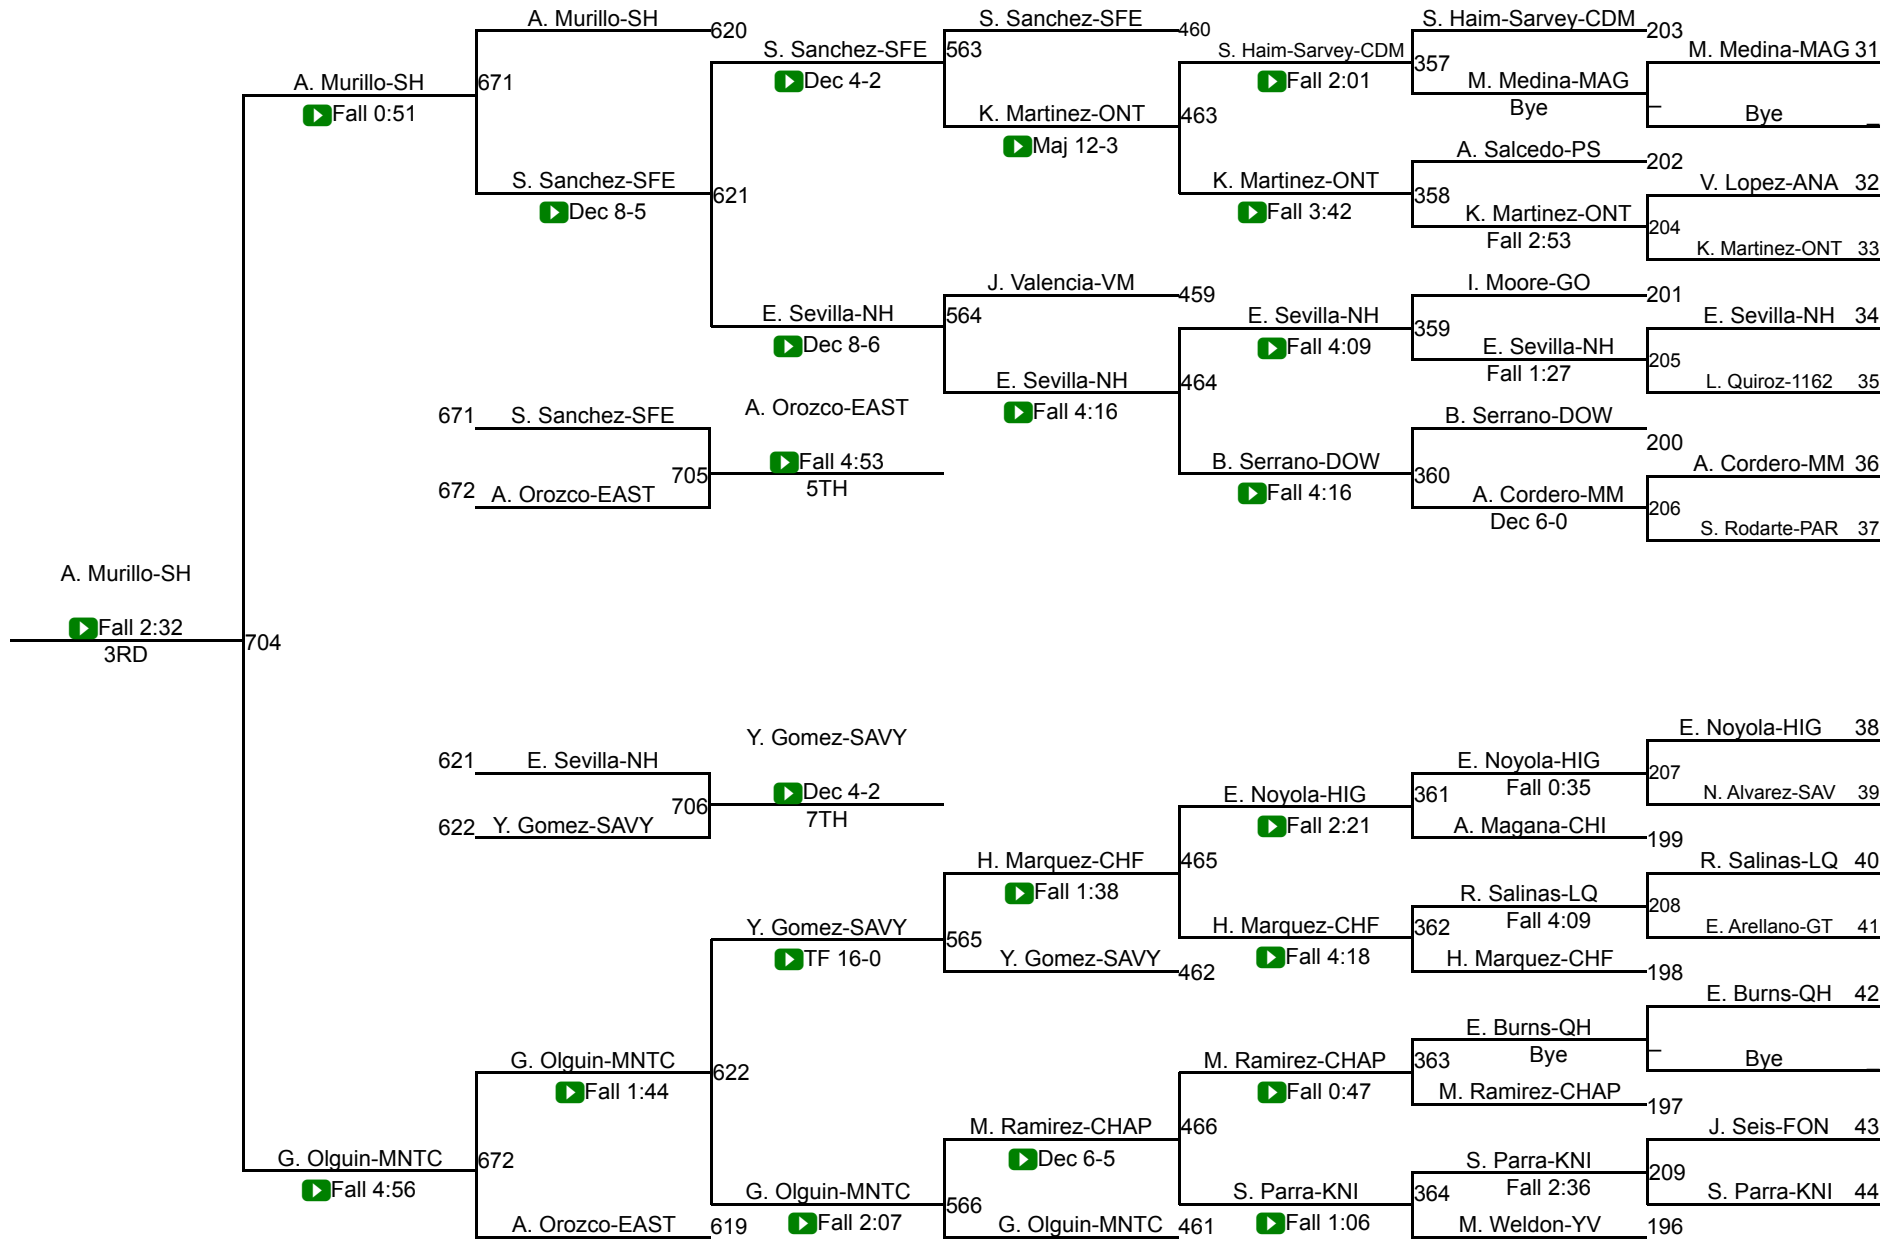 A. Murillo-SH
620
S. Sanchez-SFE
460
S. Haim-Sarvey-CDM
203
S. Sanchez-SFE
563
S. Haim-Sarvey-CDM
M. Medina-MAG 31
A. Murillo-SH
671
Dec 4-2
Fall 2:01
357
M. Medina-MAG
Fall 0:51
K. Martinez-ONT
463
Bye
Bye
Maj 12-3
A. Salcedo-PS
202
S. Sanchez-SFE
621
K. Martinez-ONT
358
V. Lopez-ANA 32
Dec 8-5
Fall 3:42
K. Martinez-ONT
204
Fall 2:53
K. Martinez-ONT 33
J. Valencia-VM
459
I. Moore-GO
201
E. Sevilla-NH
564
E. Sevilla-NH
359
E. Sevilla-NH 34
Dec 8-6
Fall 4:09
E. Sevilla-NH
205
Fall 1:27
E. Sevilla-NH
464
L. Quiroz-1162 35
Fall 4:16
671
S. Sanchez-SFE
A. Orozco-EAST
B. Serrano-DOW
200
705
Fall 4:53
B. Serrano-DOW
360
A. Cordero-MM 36
672
A. Orozco-EAST
5TH
Fall 4:16
A. Cordero-MM
206
Dec 6-0
S. Rodarte-PAR 37
A. Murillo-SH
Fall 2:32
704
3RD
Y. Gomez-SAVY
E. Noyola-HIG 38
621
E. Sevilla-NH
E. Noyola-HIG
207
706
Dec 4-2
E. Noyola-HIG
361
Fall 0:35
N. Alvarez-SAV 39
622
Y. Gomez-SAVY
7TH
Fall 2:21
A. Magana-CHI
199
H. Marquez-CHF
465
R. Salinas-LQ 40
Fall 1:38
R. Salinas-LQ
208
Y. Gomez-SAVY
565
H. Marquez-CHF
362
Fall 4:09
E. Arellano-GT 41
TF 16-0
Y. Gomez-SAVY
462
Fall 4:18
H. Marquez-CHF
198
E. Burns-QH 42
E. Burns-QH
G. Olguin-MNTC
622
M. Ramirez-CHAP
363
Bye
Bye
Fall 1:44
Fall 0:47
M. Ramirez-CHAP
197
M. Ramirez-CHAP
466
J. Seis-FON 43
G. Olguin-MNTC
672
Dec 6-5
S. Parra-KNI
209
Fall 4:56
G. Olguin-MNTC
566
S. Parra-KNI
364
Fall 2:36
S. Parra-KNI 44
A. Orozco-EAST
619
Fall 2:07
G. Olguin-MNTC
461
Fall 1:06
M. Weldon-YV
196